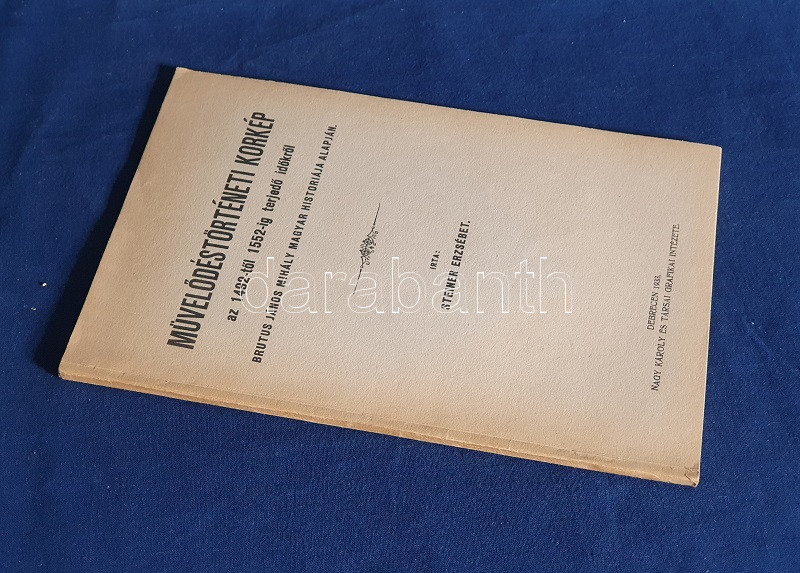 MŰVELŐDÉSTÖRTÉNETI KORKÉP
az 1492-től 1552-ig terjedő időkről
BRUTUS JÁNOS MIHÁLY MAGYAR HISTORIÁJA ALAPJÁN.
IRTA:
STEINER ERZSÉBET.
DEBRECEN 1933.
NAGY KÁROLY ÉS TÁRSAI GRAFIKAI INTÉZETE
darabanth